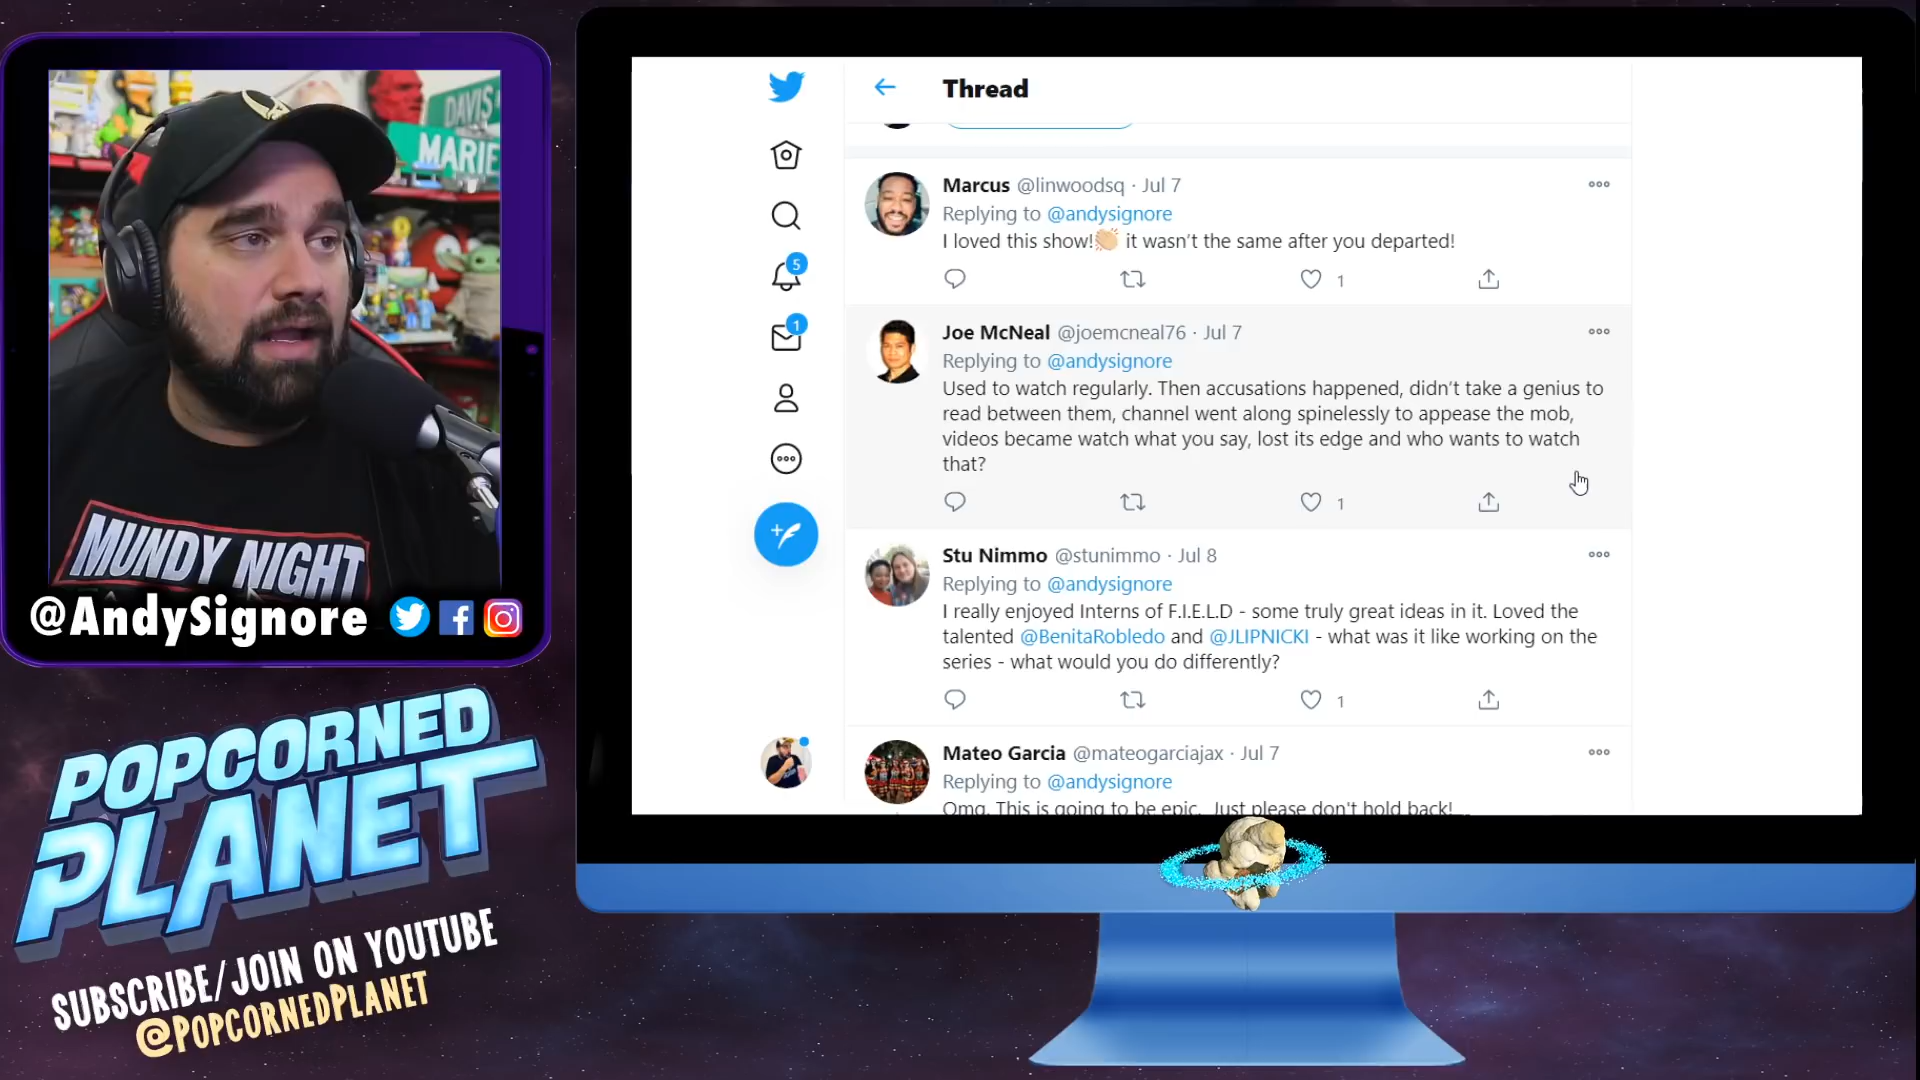 DAVIS
MARIE
MUNDY NIGHT
@AndySignore
POPCORNED
PLANET
SUBSCRIBE/JOIN ON YOUTUBE
@POPCORNEDPLANET
Thread
5
1
Marcus @linwoodsq · Jul 7
Replying to @andysignore
I loved this show!👏🏼 it wasn't the same after you departed!
1
Joe McNeal @joemcneal76 · Jul 7
Replying to @andysignore
Used to watch regularly. Then accusations happened, didn't take a genius to
read between them, channel went along spinelessly to appease the mob,
videos became watch what you say, lost its edge and who wants to watch
that?
1
Stu Nimmo @stunimmo · Jul 8
Replying to @andysignore
I really enjoyed Interns of F.I.E.L.D - some truly great ideas in it. Loved the
talented @BenitaRobledo and @JLIPNICKI - what was it like working on the
series - what would you do differently?
1
Mateo Garcia @mateogarciajax · Jul 7
Replying to @andysignore
Omg. This is going to be epic. Just please don't hold back!